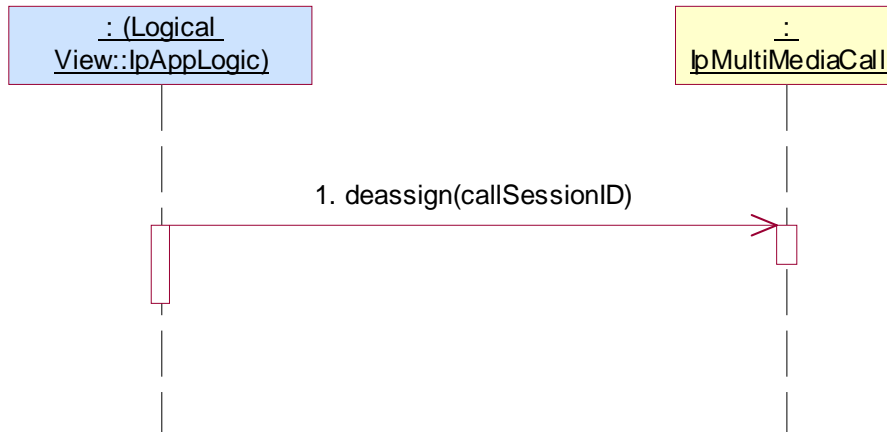 : (Logical
View::IpAppLogic)
:
IpMultiMediaCall
1. deassign(callSessionID)